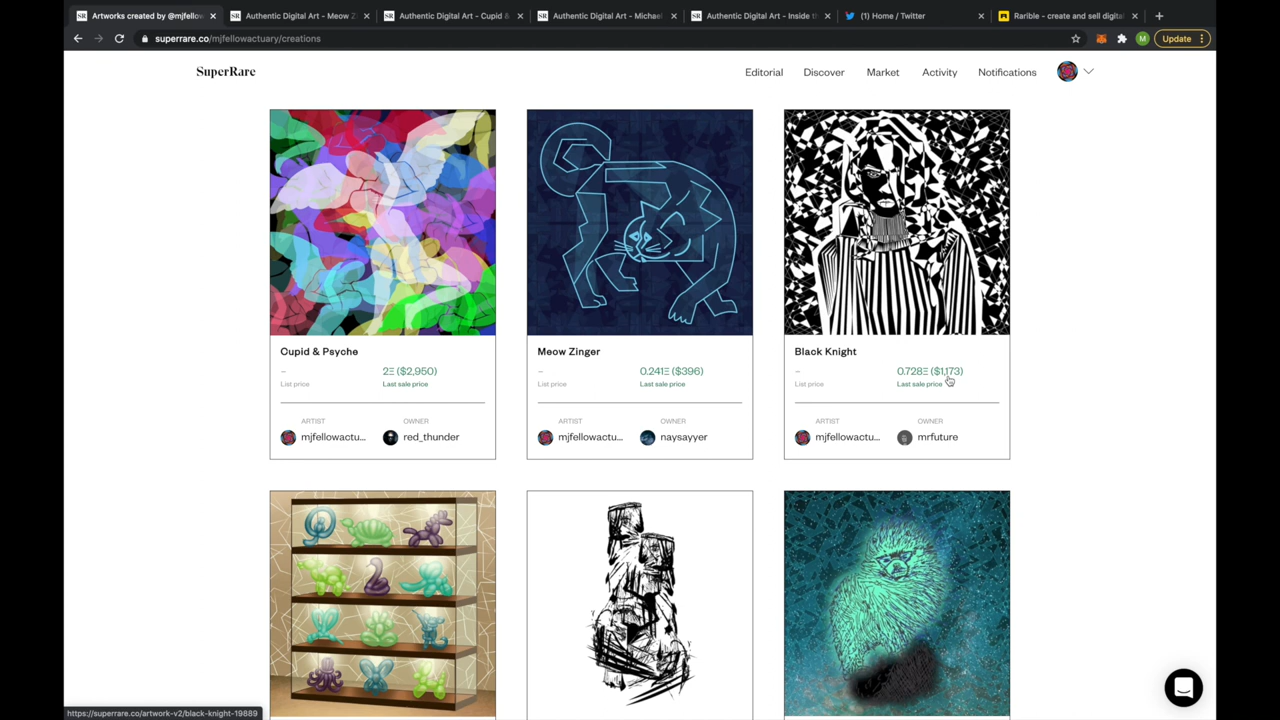 Artworks created by @mjfellow
Authentic Digital Art - Meow Z
Authentic Digital Art - Cupid &
Authentic Digital Art - Michael
Authentic Digital Art - Inside th
(1) Home / Twitter
Rarible - create and sell digital
superrare.co/mjfellowactuary/creations
M
Update
SuperRare
Editorial
Discover
Market
Activity
Notifications
Cupid & Psyche
– 2Ξ ($2,950)
List price Last sale price
ARTIST OWNER
mjfellowactu... red_thunder
Meow Zinger
– 0.241Ξ ($396)
List price Last sale price
ARTIST OWNER
mjfellowactu... naysayyer
Black Knight
– 0.728Ξ ($1,173)
List price Last sale price
ARTIST OWNER
mjfellowactu... mrfuture
https://superrare.co/artwork-v2/black-knight-19889